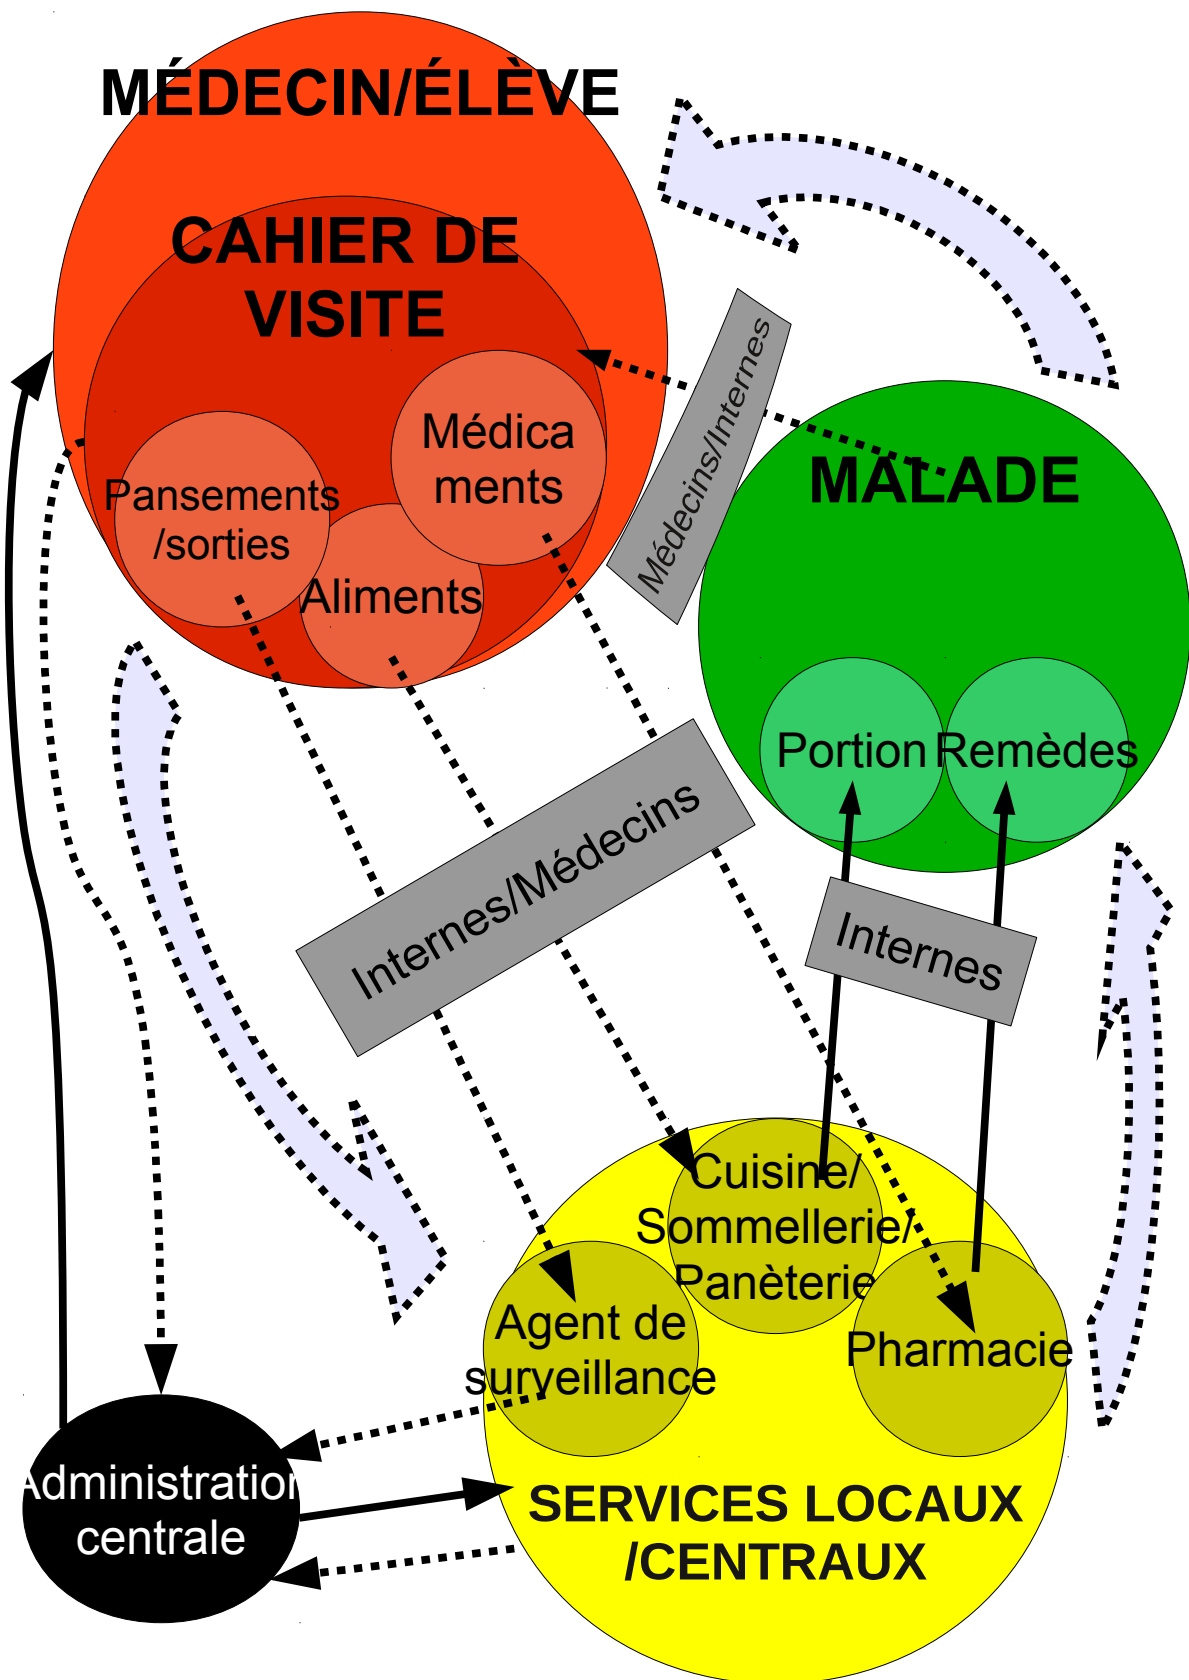 MÉDECIN/ÉLÈVE
CAHIER DE
VISITE
Médica
ments
Pansements
/sorties
Aliments
Médecins/Internes
MALADE
Portion
Remèdes
Internes/Médecins
Internes
Cuisine/
Sommellerie/
Panèterie
Agent de
surveillance
Pharmacie
Administration
centrale
SERVICES LOCAUX
/CENTRAUX